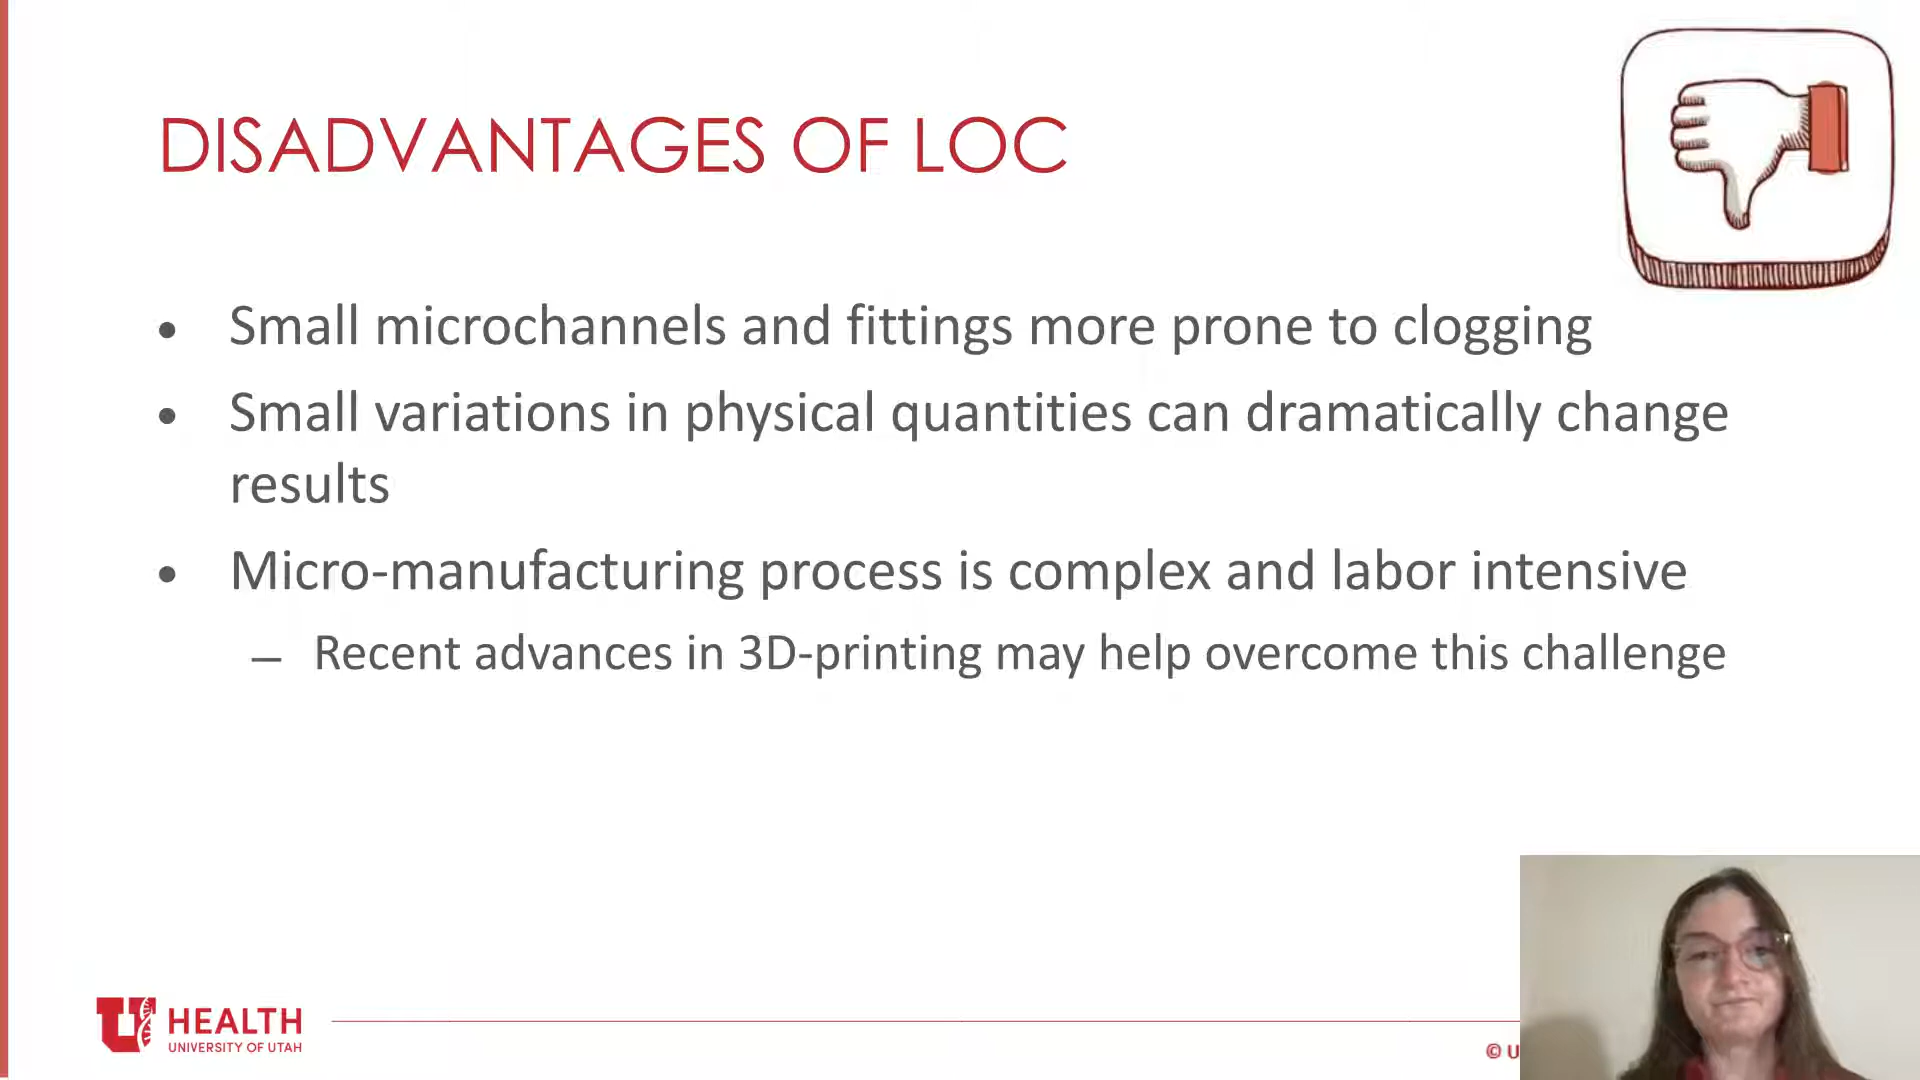 DISADVANTAGES OF LOC
• Small microchannels and fittings more prone to clogging
• Small variations in physical quantities can dramatically change
results
• Micro-manufacturing process is complex and labor intensive
– Recent advances in 3D-printing may help overcome this challenge
U HEALTH
UNIVERSITY OF UTAH
© U